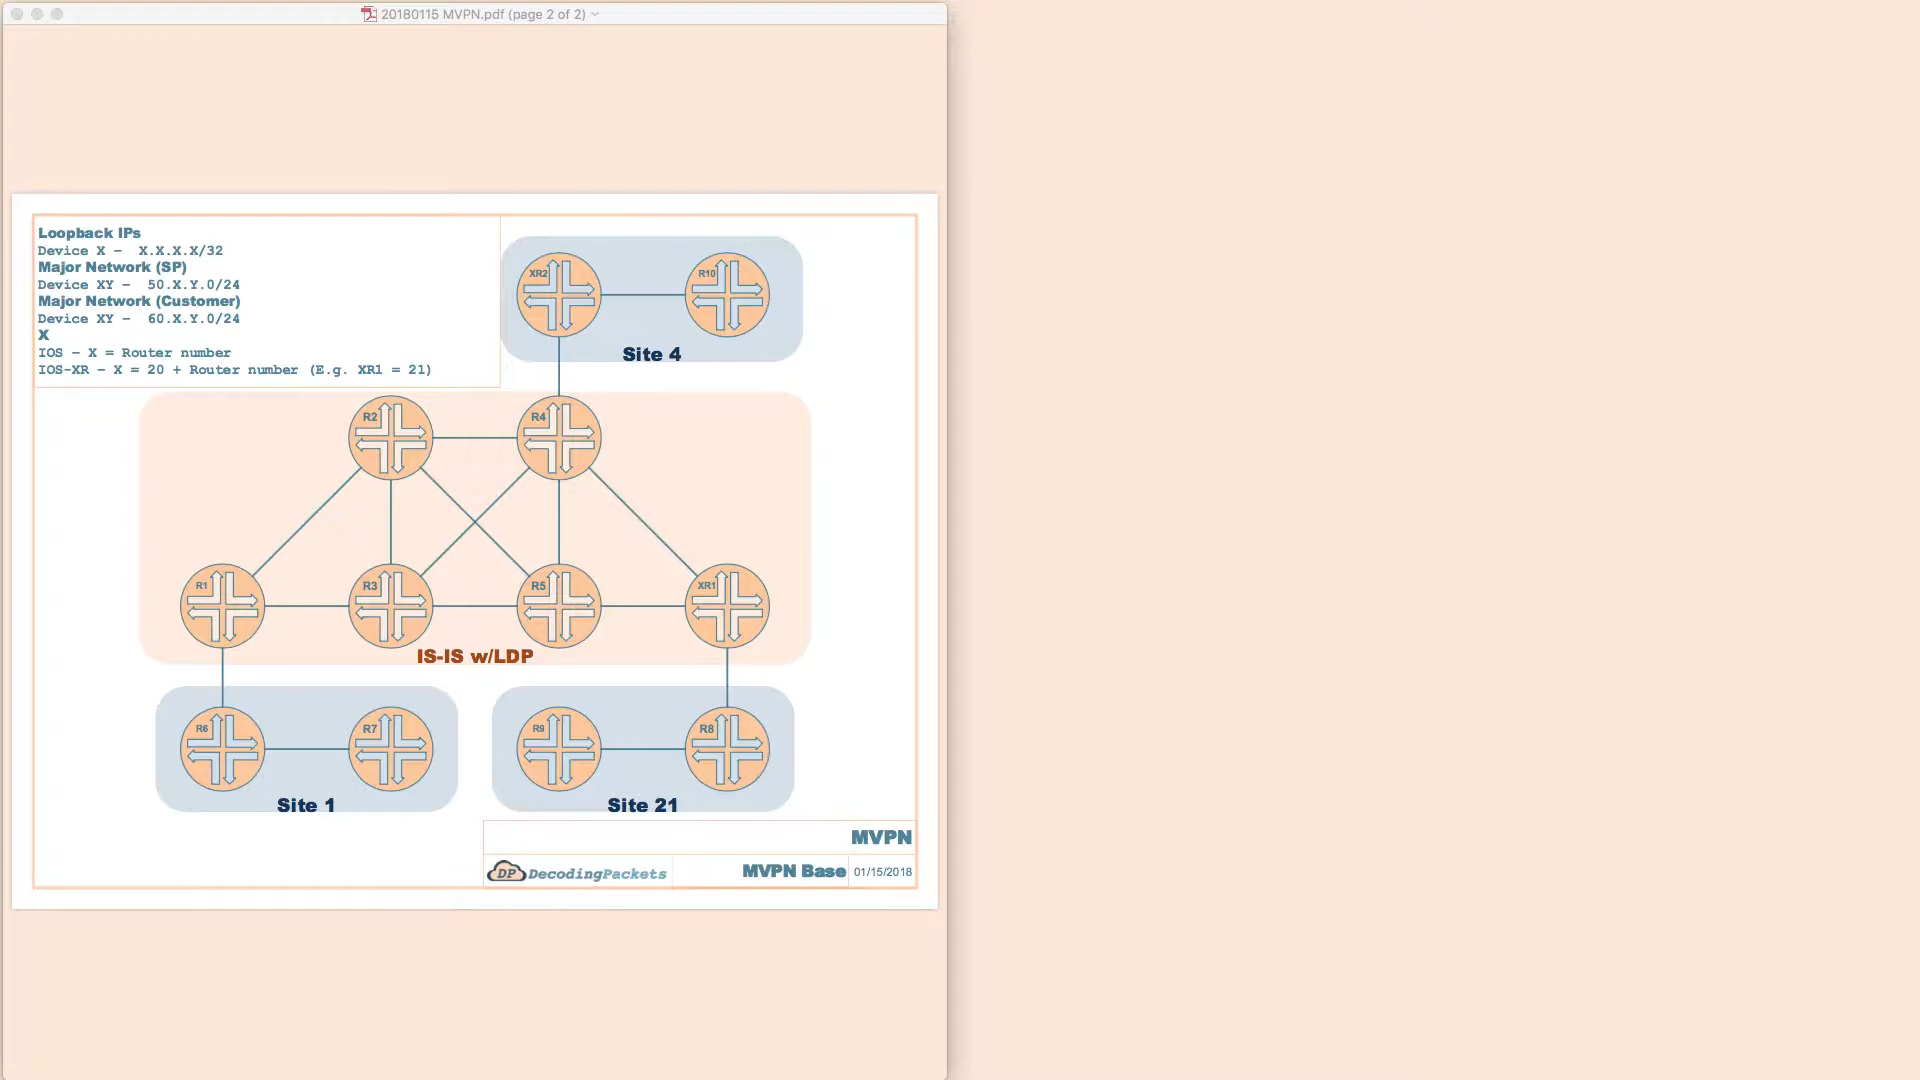 20180115 MVPN.pdf (page 2 of 2)
Loopback IPs
Device X - X.X.X.X/32
Major Network (SP)
Device XY - 50.X.Y.0/24
Major Network (Customer)
Device XY - 60.X.Y.0/24
X
IOS - X = Router number
IOS-XR - X = 20 + Router number (E.g. XR1 = 21)
XR2
R10
Site 4
R2
R4
R1
R3
R5
XR1
IS-IS w/LDP
R6
R7
R9
R8
Site 1
Site 21
MVPN
DP DecodingPackets
MVPN Base
01/15/2018